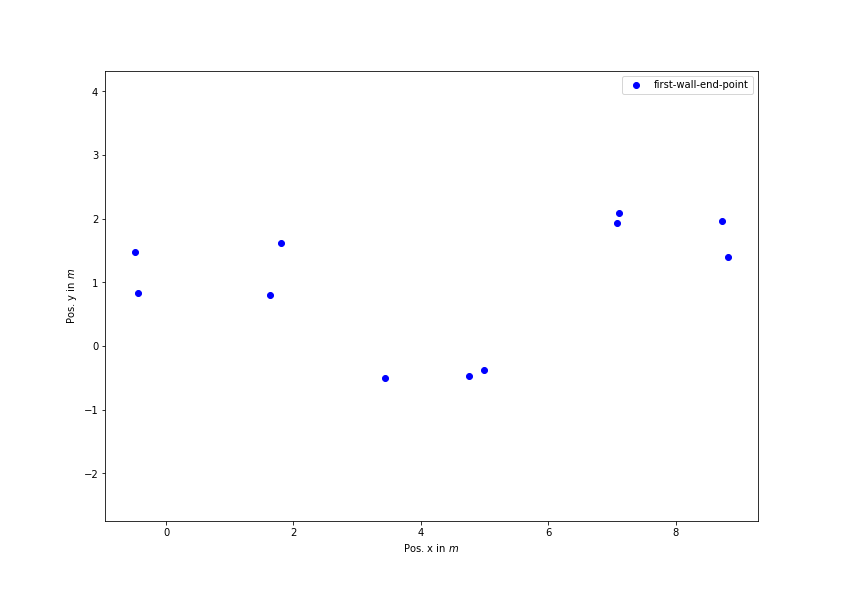 first-wall-end-point
4
3
2
1
0
−1
−2
Pos. y in m
0 2 4 6 8
Pos. x in m